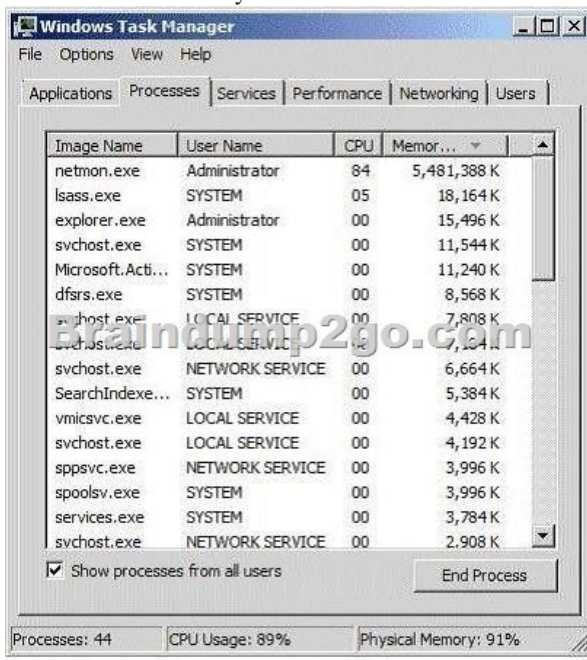 Windows Task Manager
File Options View Help
Applications Processes Services Performance Networking Users
Image Name User Name CPU Memor...
netmon.exe Administrator 84 5,481,388 K
lsass.exe SYSTEM 05 18,164 K
explorer.exe Administrator 00 15,496 K
svchost.exe SYSTEM 00 11,544 K
Microsoft.Acti... SYSTEM 00 11,240 K
dfsrs.exe SYSTEM 00 8,568 K
svchost.exe LOCAL SERVICE 00 7,808 K
Braindump2go.com
svchost.exe LOCAL SERVICE
svchost.exe NETWORK SERVICE 00 6,664 K
SearchIndexe... SYSTEM 00 5,384 K
vmicsvc.exe LOCAL SERVICE 00 4,428 K
svchost.exe LOCAL SERVICE 00 4,192 K
sppsvc.exe NETWORK SERVICE 00 3,996 K
spoolsv.exe SYSTEM 00 3,996 K
services.exe SYSTEM 00 3,784 K
svchost.exe NETWORK SERVICE 00 2,908 K
Show processes from all users
End Process
Processes: 44 CPU Usage: 89% Physical Memory: 91%